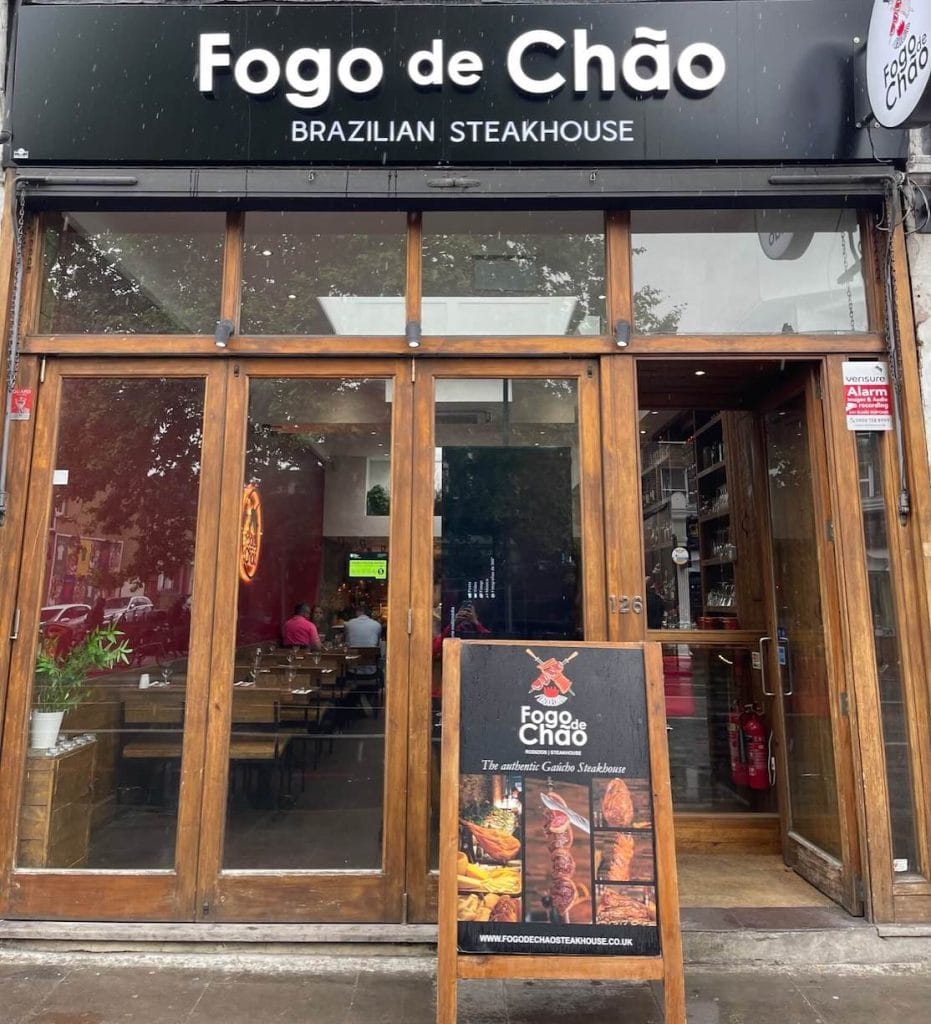 Fogo de Chão
BRAZILIAN STEAKHOUSE
Fogo de
Chão
verisure
Alarm
126
Fogo de
Chão
RODIZIOS | STEAKHOUSE
The authentic Gaúcho Steakhouse
WWW.FOGODECHAOSTEAKHOUSE.CO.UK